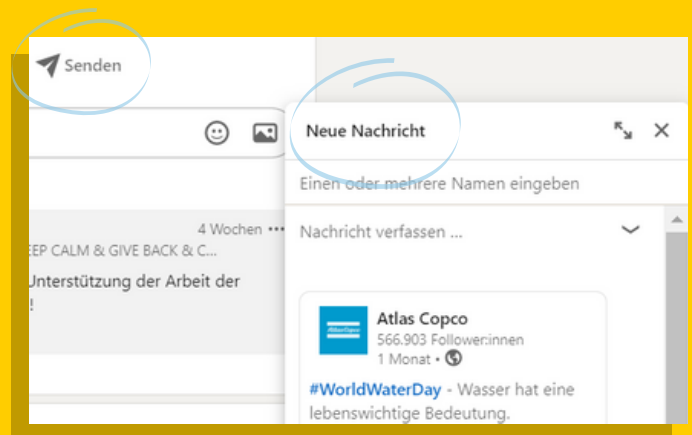 Senden
Neue Nachricht
Einen oder mehrere Namen eingeben
4 Wochen •••
EEP CALM & GIVE BACK & C...
Unterstützung der Arbeit der
!
Nachricht verfassen ...
AtlasCopco
Atlas Copco
566.903 Follower:innen
1 Monat •
#WorldWaterDay - Wasser hat eine
lebenswichtige Bedeutung.